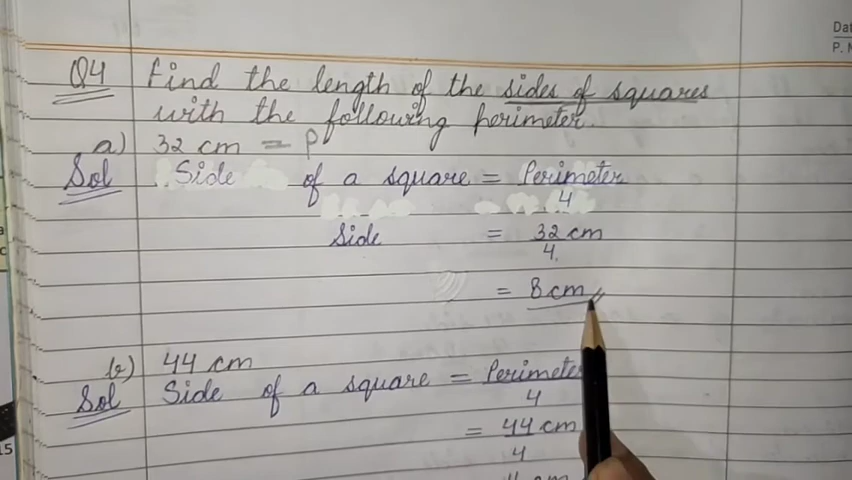 Q4 Find the length of the sides of squares
with the following perimeter.
a) 32 cm = P
Sol Side of a square = Perimeter
4
Side = 32 cm
4
= 8 cm
b) 44 cm
Sol Side of a square = Perimeter
4
= 44 cm
4